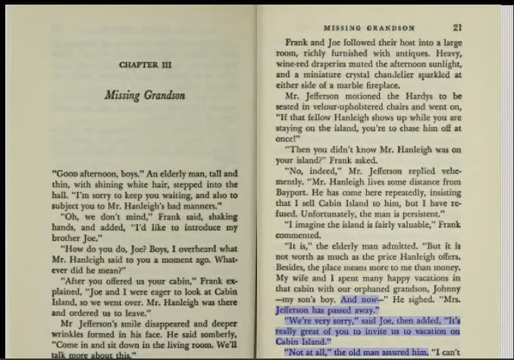 CHAPTER III
Missing Grandson
"Good afternoon, boys." An elderly man, tall and
thin, with shining white hair, stepped into the
hall. "I'm sorry to keep you waiting, and also to
subject you to Mr. Hanleigh's bad manners."
"Oh, we don't mind," Frank said, shaking
hands, and added, "I'd like to introduce my
brother Joe."
"How do you do, Joe? Boys, I overheard what
Mr. Hanleigh said to you a moment ago. What-
ever did he mean?"
"After you offered us your cabin," Frank ex-
plained, "Joe and I were eager to look at Cabin
Island, so we went over. Mr. Hanleigh was there
and ordered us to leave."
Mr Jefferson's smile disappeared and deeper
wrinkles formed in his face. He said somberly,
"Come in and sit down in the living room. We'll
talk more about this."
MISSING GRANDSON 21
Frank and Joe followed their host into a large
room, richly furnished with antiques. Heavy,
wine-red draperies muted the afternoon sunlight,
and a miniature crystal chandelier sparkled at
either side of a marble fireplace.
Mr. Jefferson motioned the Hardys to be
seated in velour-upholstered chairs and went on,
"If that fellow Hanleigh shows up while you are
staying on the island, you're to chase him off at
once!"
"Then you didn't know Mr. Hanleigh was on
your island?" Frank asked.
"No, indeed," Mr. Jefferson replied vehe-
mently. "Mr. Hanleigh lives some distance from
Bayport. He has come here repeatedly, insisting
that I sell Cabin Island to him, but I have re-
fused. Unfortunately, the man is persistent."
"I imagine the island is fairly valuable," Frank
commented.
"It is," the elderly man admitted. "But it is
not worth as much as the price Hanleigh offers.
Besides, the place means more to me than money.
My wife and I spent many happy vacations in
that cabin with our orphaned grandson, Johnny
—my son's boy. And now—" He sighed. "Mrs.
Jefferson has passed away."
"We're very sorry," said Joe, then added, "It's
really great of you to invite us to vacation on
Cabin Island."
"Not at all," the old man assured him. "I can't